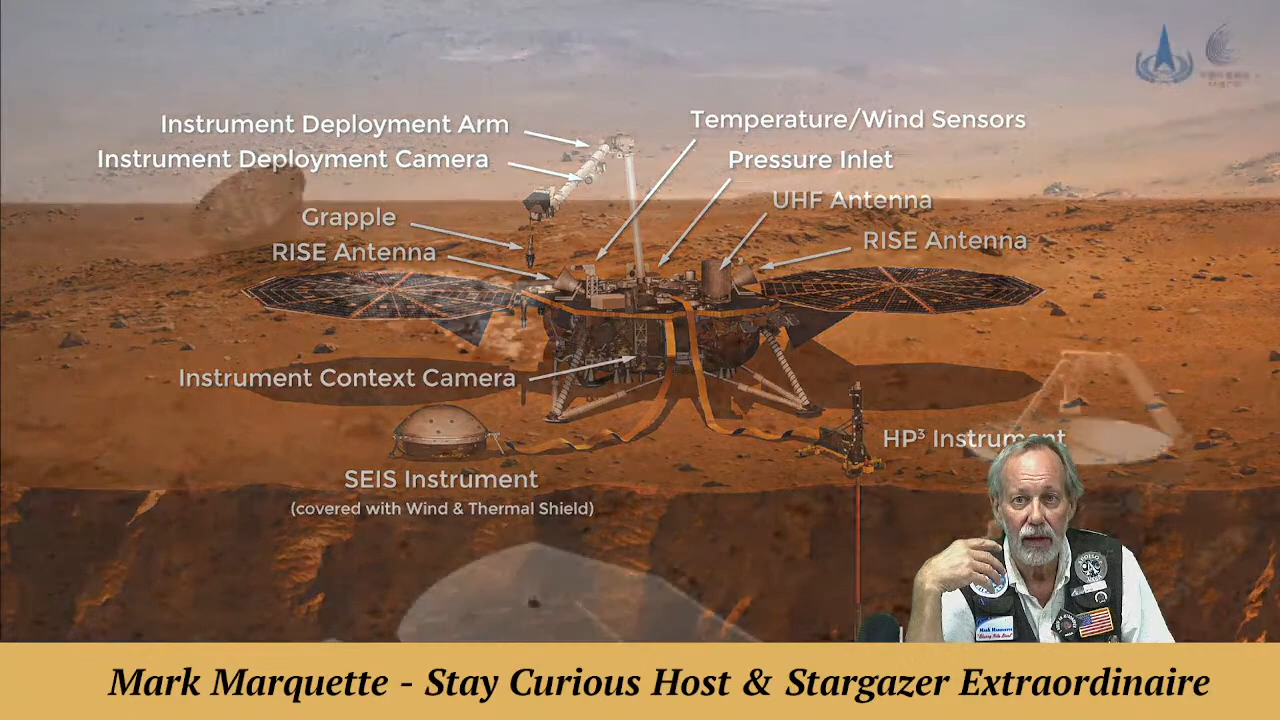 Instrument Deployment Arm
Temperature/Wind Sensors
Instrument Deployment Camera
Pressure Inlet
UHF Antenna
Grapple
RISE Antenna
RISE Antenna
Instrument Context Camera
HP³ Instrument
SEIS Instrument
(covered with Wind & Thermal Shield)
Mark Marquette - Stay Curious Host & Stargazer Extraordinaire